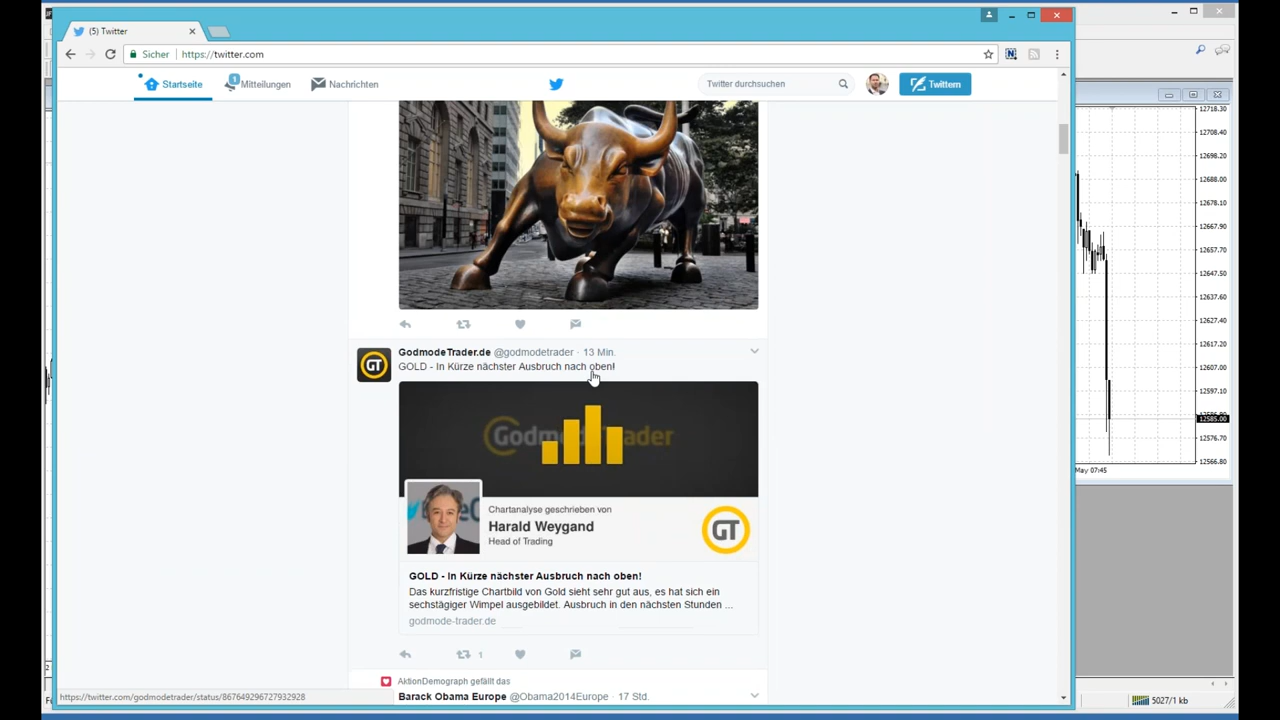 (5) Twitter
Sicher
https://twitter.com
Startseite
1
Mitteilungen
Nachrichten
Twitter durchsuchen
Twittern
GodmodeTrader.de @godmodetrader · 13 Min.
GOLD - In Kürze nächster Ausbruch nach oben!
Chartanalyse geschrieben von
Harald Weygand
Head of Trading
GT
GOLD - In Kürze nächster Ausbruch nach oben!
Das kurzfristige Chartbild von Gold sieht sehr gut aus, es hat sich ein
sechstägiger Wimpel ausgebildet. Ausbruch in den nächsten Stunden ...
godmode-trader.de
1
AktionDemograph gefällt das
Barack Obama Europe @Obama2014Europe · 17 Std.
https://twitter.com/godmodetrader/status/867649296727932928
12718.30
12708.40
12698.20
12688.00
12678.10
12667.90
12657.70
12647.50
12637.60
12627.40
12617.20
12607.00
12597.10
12585.00
12576.70
12566.80
May 07:45
5027/1 kb